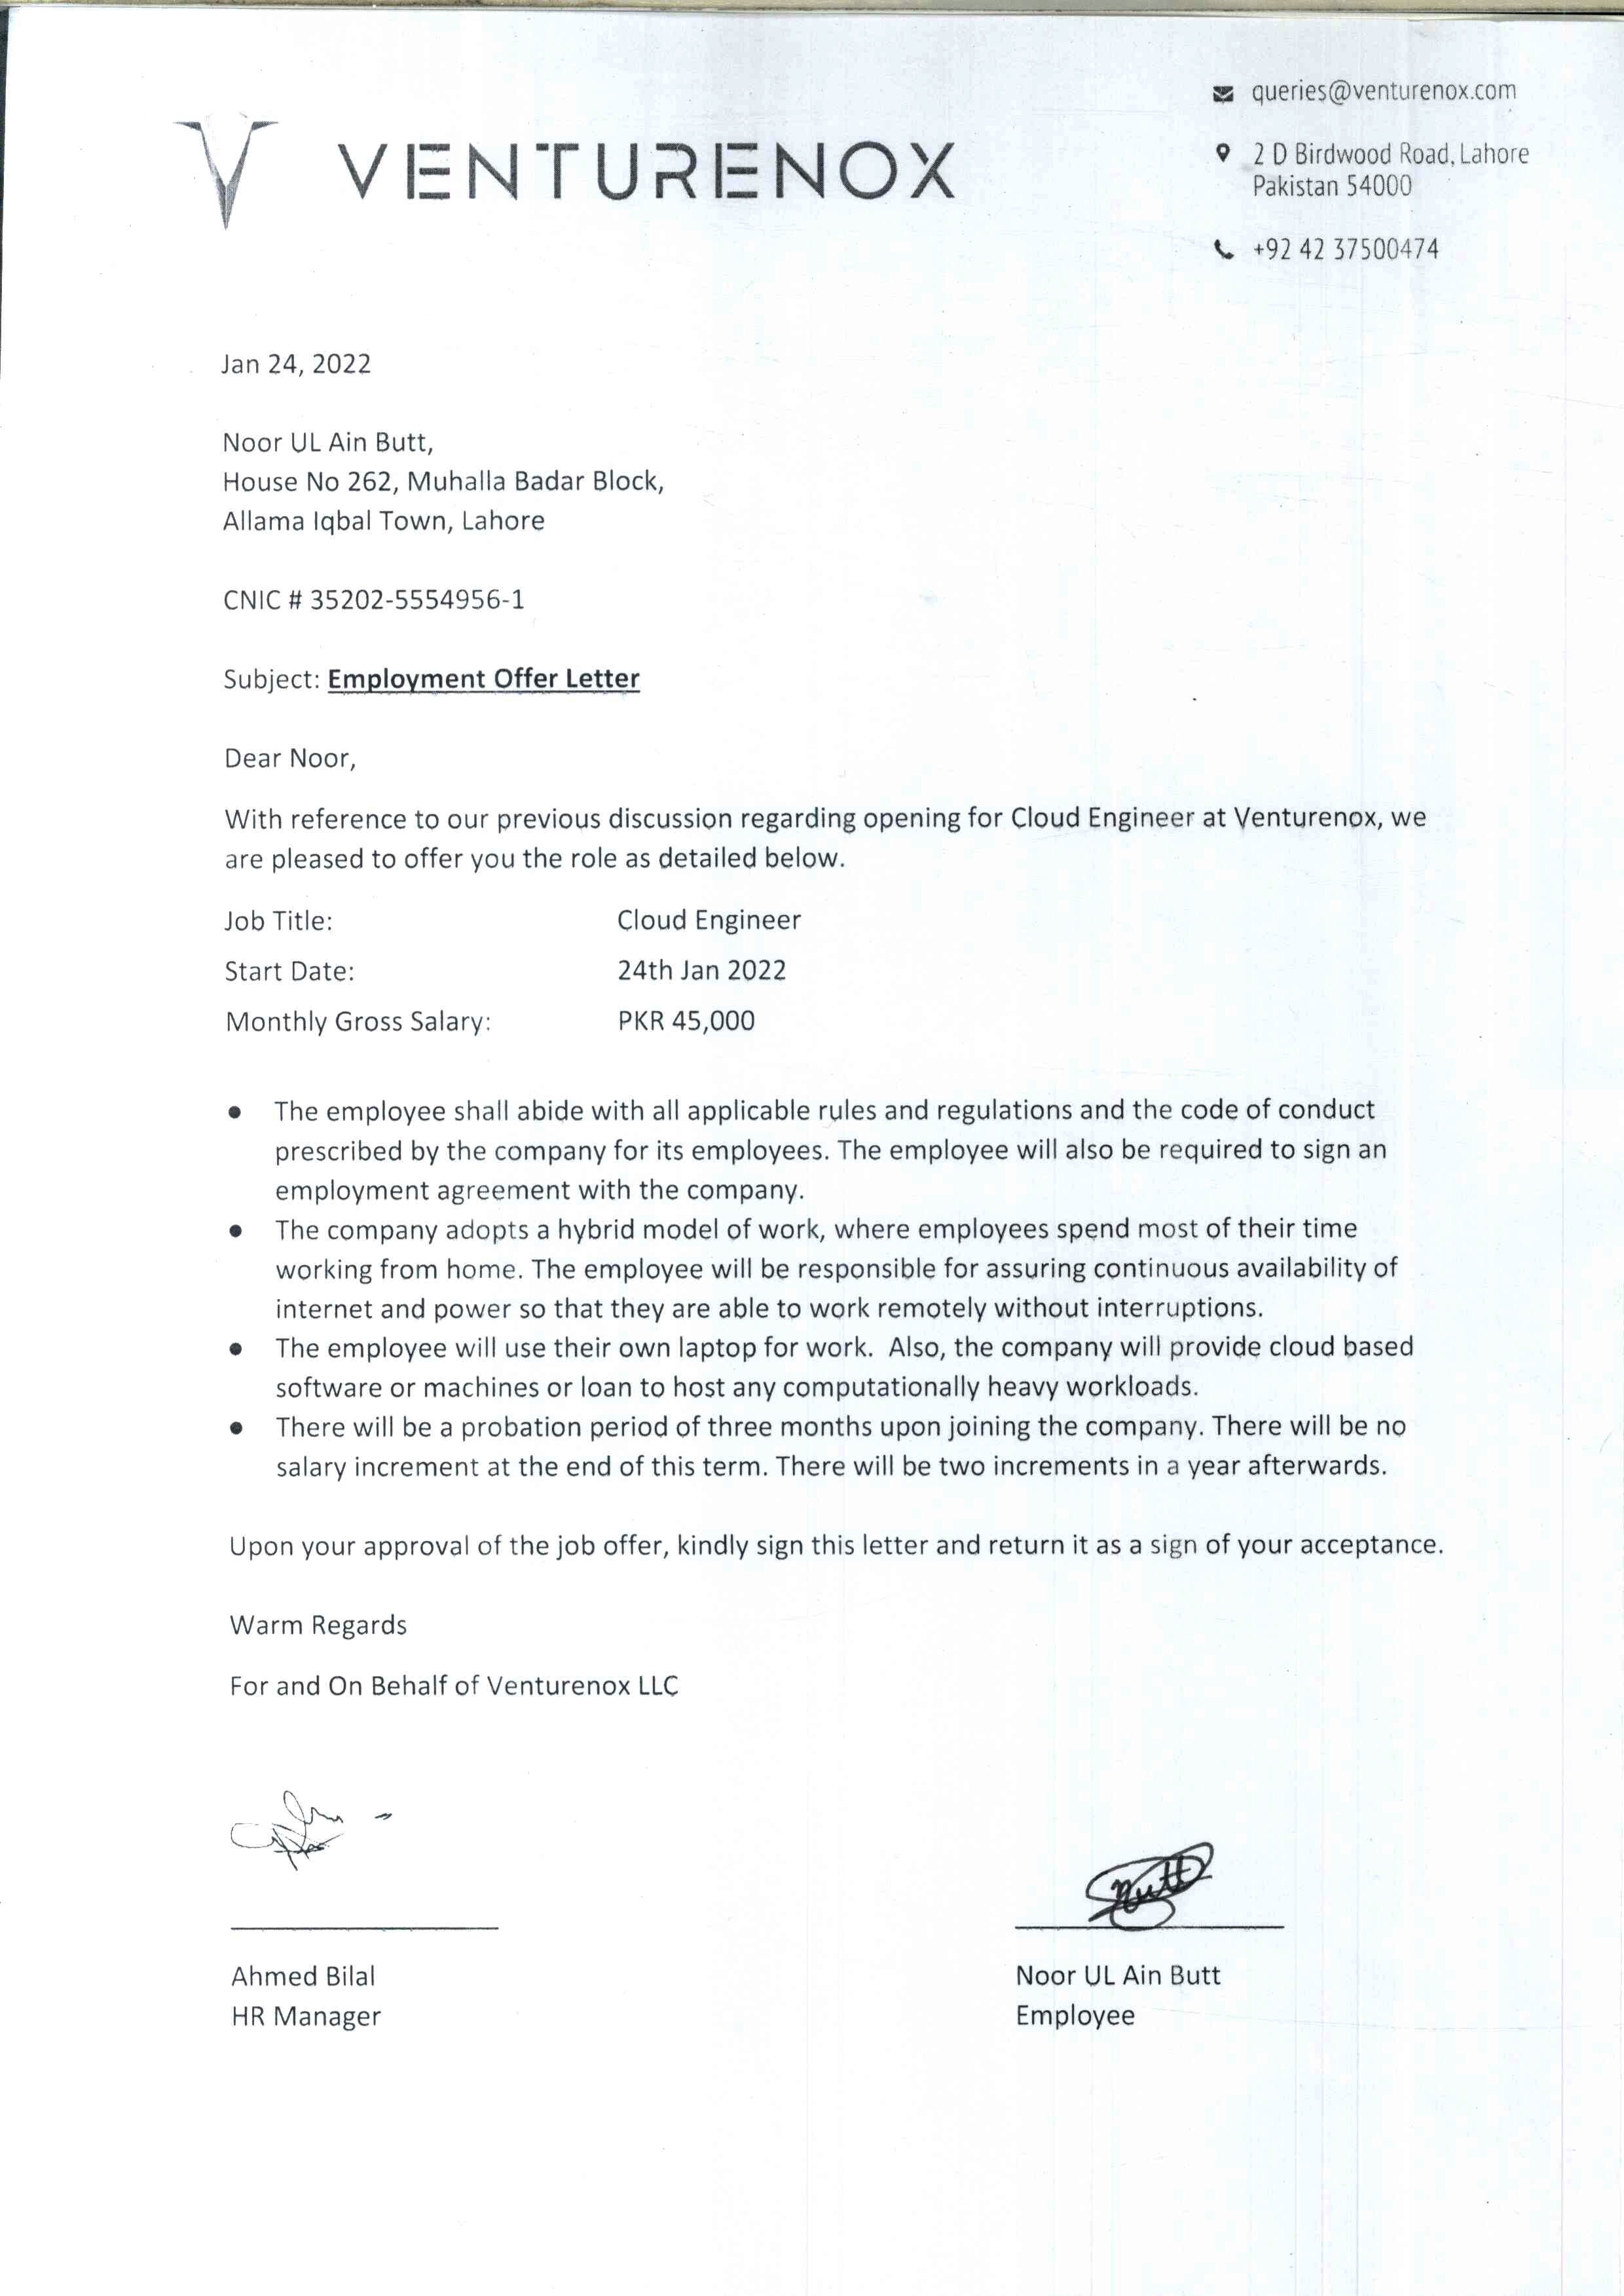 VENTURENOX
queries@venturenox.com
2 D Birdwood Road, Lahore
Pakistan 54000
+92 42 37500474
Jan 24, 2022
Noor UL Ain Butt,
House No 262, Muhalla Badar Block,
Allama Iqbal Town, Lahore
CNIC # 35202-5554956-1
Subject: Employment Offer Letter
Dear Noor,
With reference to our previous discussion regarding opening for Cloud Engineer at Venturenox, we
are pleased to offer you the role as detailed below.
Job Title: Cloud Engineer
Start Date: 24th Jan 2022
Monthly Gross Salary: PKR 45,000
• The employee shall abide with all applicable rules and regulations and the code of conduct
prescribed by the company for its employees. The employee will also be required to sign an
employment agreement with the company.
• The company adopts a hybrid model of work, where employees spend most of their time
working from home. The employee will be responsible for assuring continuous availability of
internet and power so that they are able to work remotely without interruptions.
• The employee will use their own laptop for work. Also, the company will provide cloud based
software or machines or loan to host any computationally heavy workloads.
• There will be a probation period of three months upon joining the company. There will be no
salary increment at the end of this term. There will be two increments in a year afterwards.
Upon your approval of the job offer, kindly sign this letter and return it as a sign of your acceptance.
Warm Regards
For and On Behalf of Venturenox LLC
Butt
Ahmed Bilal
HR Manager
Noor UL Ain Butt
Employee